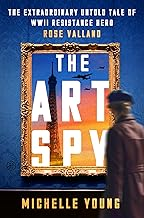 THE EXTRAORDINARY UNTOLD TALE OF
WWII RESISTANCE HERO
ROSE VALLAND
THE
ART
SPY
MICHELLE YOUNG